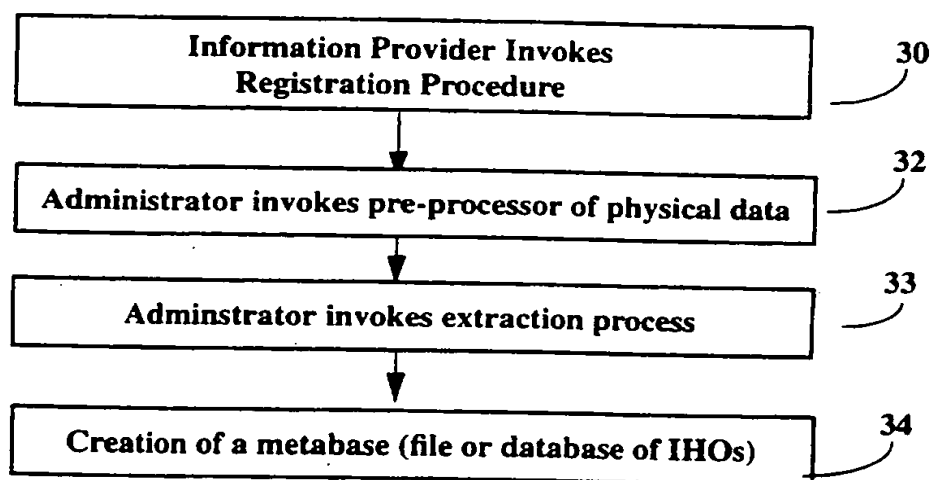 Information Provider Invokes
Registration Procedure
30
Administrator invokes pre-processor of physical data
32
Adminstrator invokes extraction process
33
Creation of a metabase (file or database of IHOs)
34